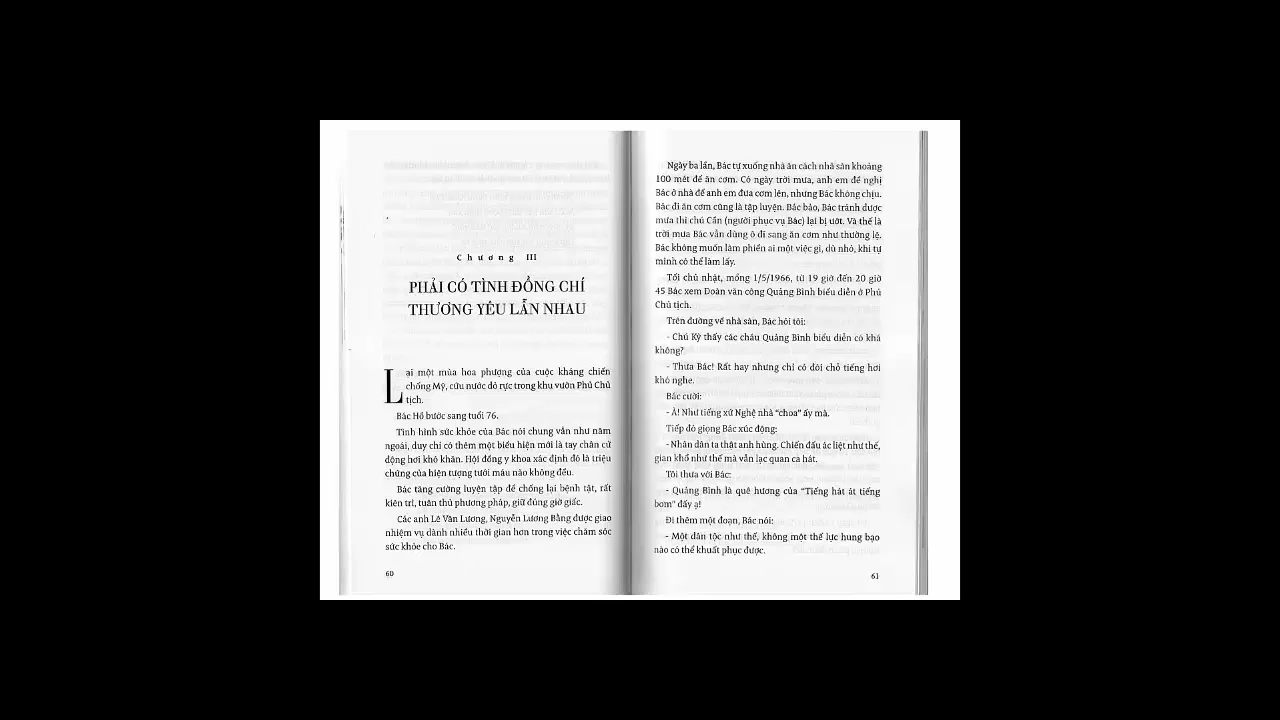 Chương III
PHẢI CÓ TÌNH ĐỒNG CHÍ
THƯƠNG YÊU LẪN NHAU
Lại một mùa hoa phượng của cuộc kháng chiến
chống Mỹ, cứu nước đỏ rực trong khu vườn Phủ Chủ
tịch.
Bác Hồ bước sang tuổi 76.
Tình hình sức khỏe của Bác nói chung vẫn như năm
ngoái, duy chỉ có thêm một biểu hiện mới là tay chân cử
động hơi khó khăn. Hội đồng y khoa xác định đó là triệu
chứng của hiện tượng tưới máu não không đều.
Bác tăng cường luyện tập để chống lại bệnh tật, rất
kiên trì, tuân thủ phương pháp, giữ đúng giờ giấc.
Các anh Lê Văn Lương, Nguyễn Lương Bằng được giao
nhiệm vụ dành nhiều thời gian hơn trong việc chăm sóc
sức khỏe cho Bác.
60
Ngày ba lần, Bác tự xuống nhà ăn cách nhà sàn khoảng
100 mét để ăn cơm. Có ngày trời mưa, anh em đề nghị
Bác ở nhà để anh em đưa cơm lên, nhưng Bác không chịu.
Bác đi ăn cơm cũng là tập luyện. Bác bảo, Bác tránh được
mưa thì chú Cẩn (người phục vụ Bác) lại bị ướt. Và thế là
trời mưa Bác vẫn dùng ô đi sang ăn cơm như thường lệ.
Bác không muốn làm phiền ai một việc gì, dù nhỏ, khi tự
mình có thể làm lấy.
Tối chủ nhật, mồng 1/5/1966, từ 19 giờ đến 20 giờ
45 Bác xem Đoàn văn công Quảng Bình biểu diễn ở Phủ
Chủ tịch.
Trên đường về nhà sàn, Bác hỏi tôi:
- Chú Kỳ thấy các cháu Quảng Bình biểu diễn có khá
không?
- Thưa Bác! Rất hay nhưng chỉ có đôi chỗ tiếng hơi
khó nghe.
Bác cười:
- À! Như tiếng xứ Nghệ nhà "choa" ấy mà.
Tiếp đó giọng Bác xúc động:
- Nhân dân ta thật anh hùng. Chiến đấu ác liệt như thế,
gian khổ như thế mà vẫn lạc quan ca hát.
Tôi thưa với Bác:
- Quảng Bình là quê hương của "Tiếng hát át tiếng
bom" đấy ạ!
Đi thêm một đoạn, Bác nói:
- Một dân tộc như thế, không một thế lực hung bạo
nào có thể khuất phục được.
61